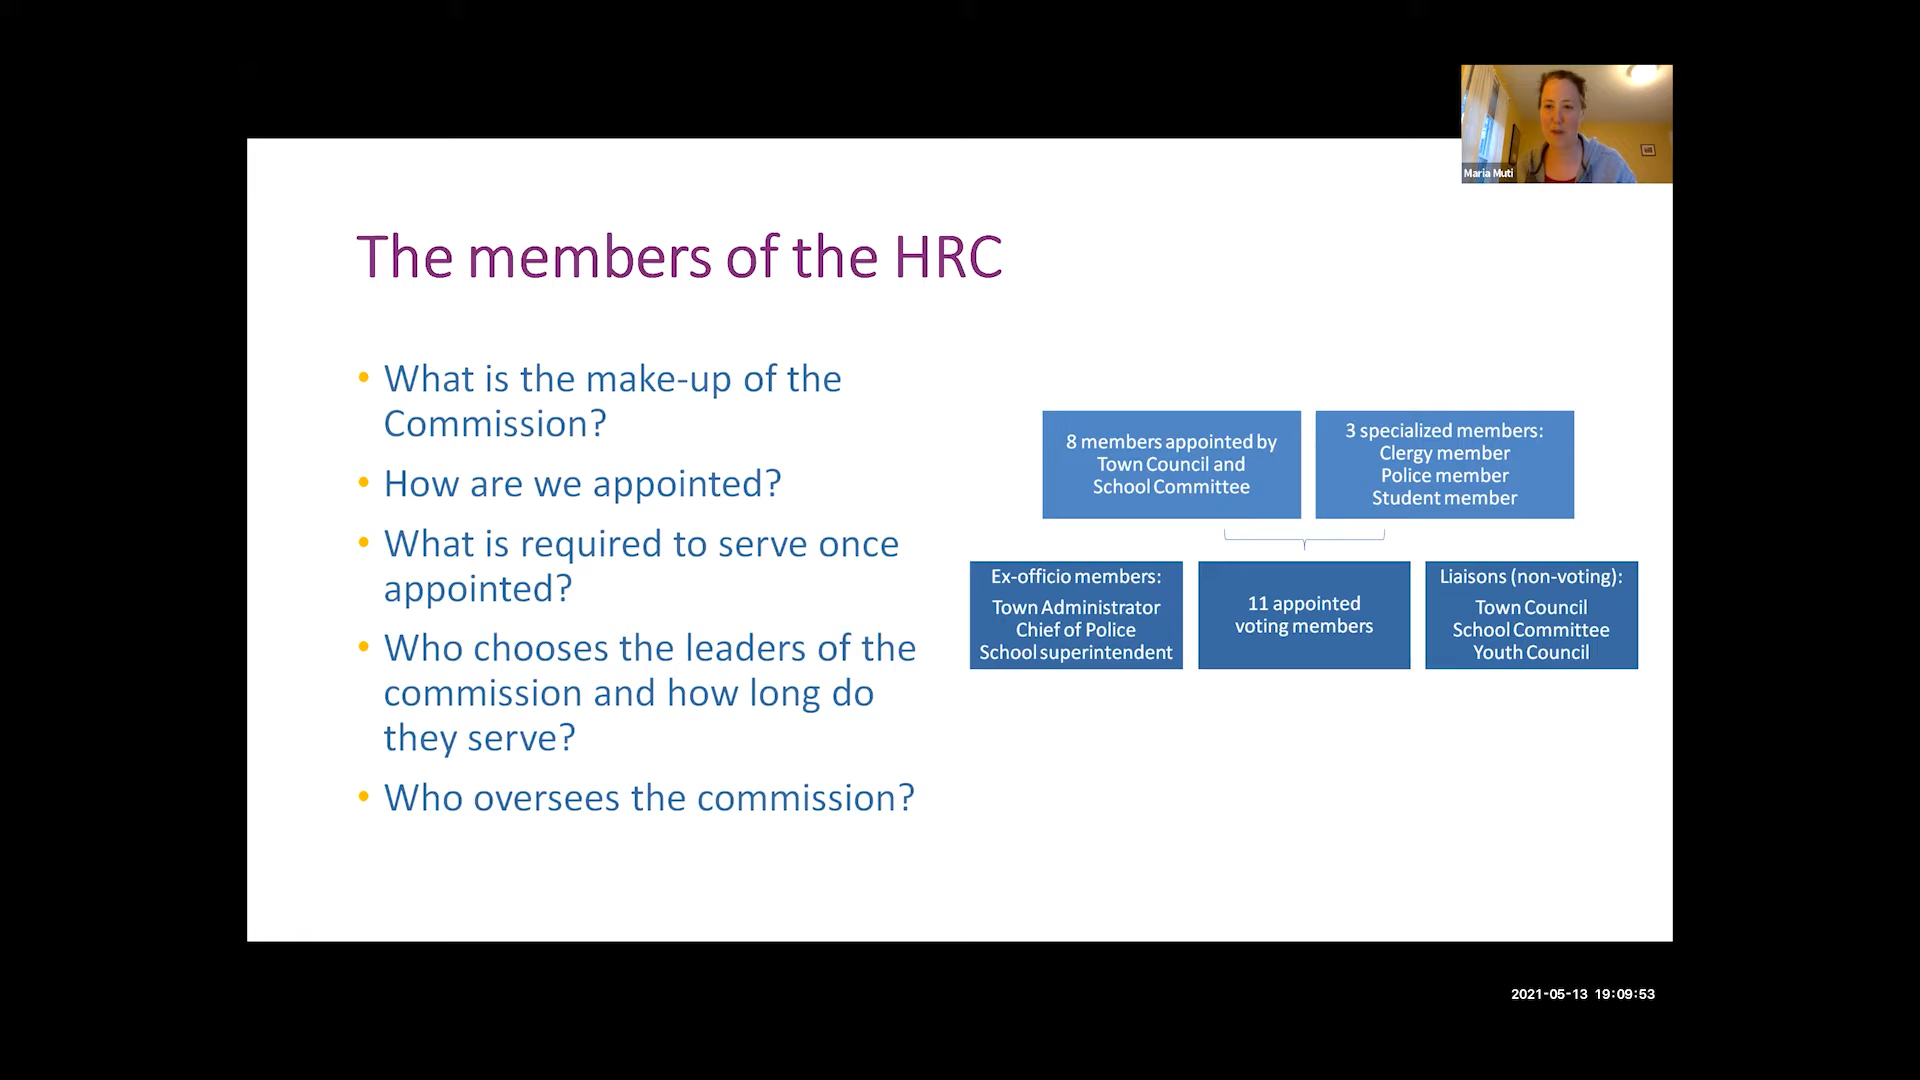 Maria Muti
The members of the HRC
• What is the make-up of the
Commission?
• How are we appointed?
• What is required to serve once
appointed?
• Who chooses the leaders of the
commission and how long do
they serve?
• Who oversees the commission?
8 members appointed by
Town Council and
School Committee
3 specialized members:
Clergy member
Police member
Student member
Ex-officio members:
Town Administrator
Chief of Police
School superintendent
11 appointed
voting members
Liaisons (non-voting):
Town Council
School Committee
Youth Council
2021-05-13 19:09:53